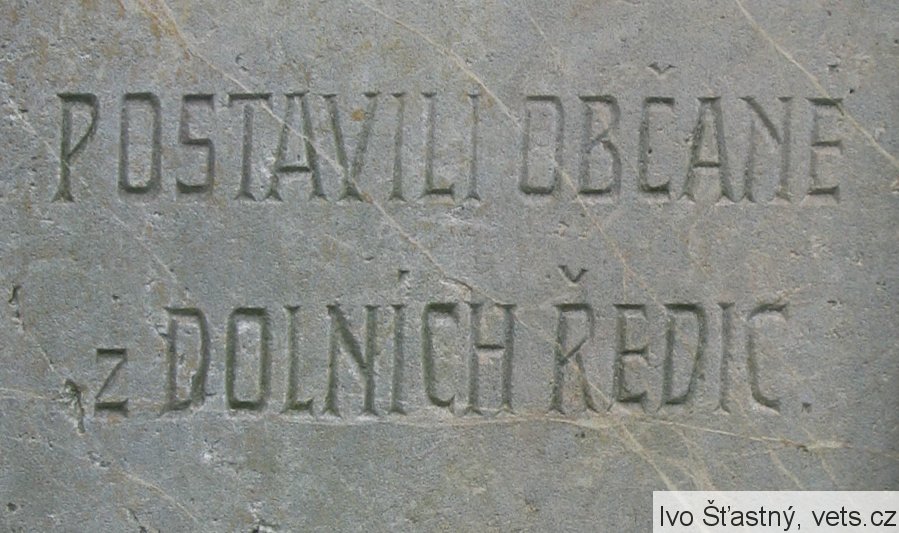 POSTAVILI OBČANÉ
z DOLNÍCH ŘEDIC.
Ivo Šťastný, vets.cz